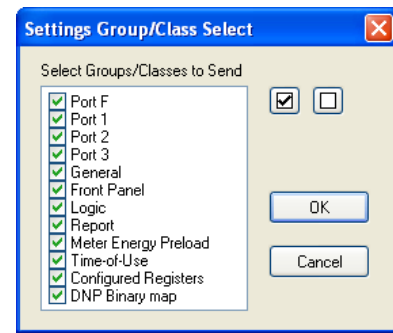 Settings Group/Class Select
Select Groups/Classes to Send
Port F
Port 1
Port 2
Port 3
General
Front Panel
Logic
Report
Meter Energy Preload
Time-of-Use
Configured Registers
DNP Binary map
OK
Cancel